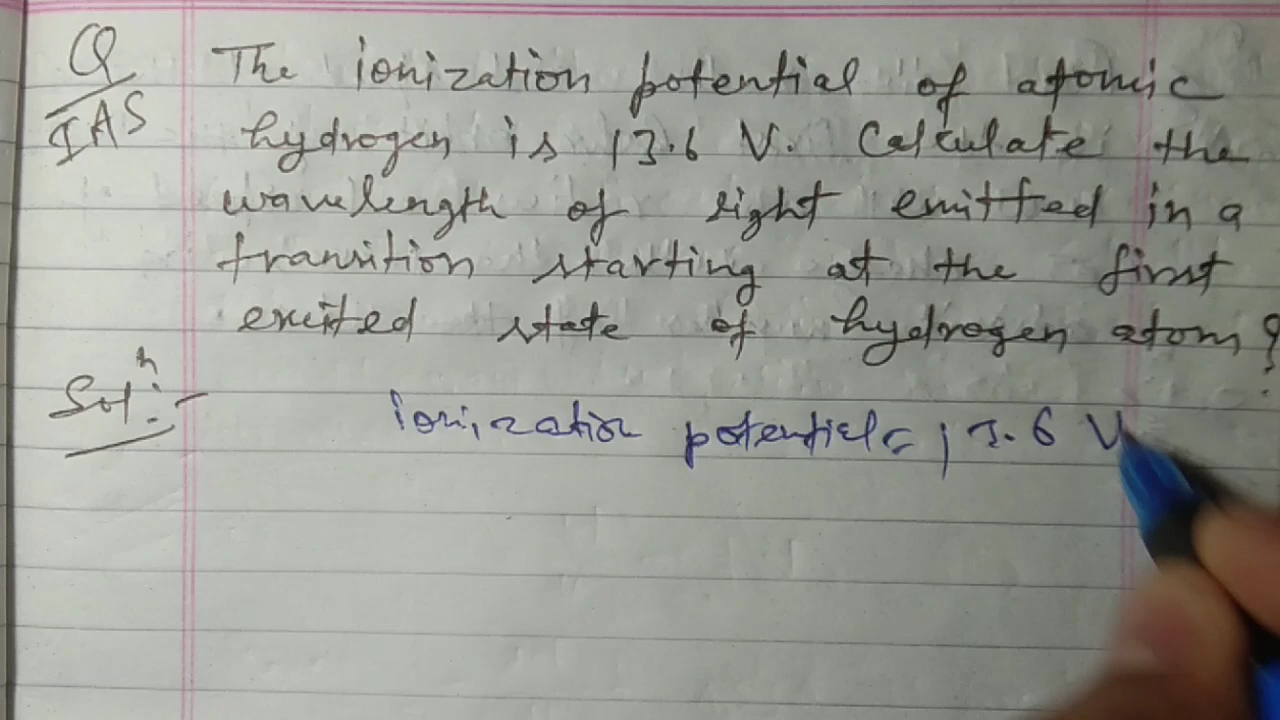 Q
IAS
The ionization potential of atomic
hydrogen is 13.6 V. Calculate the
wavelength of light emitted in a
transition starting at the first
excited state of hydrogen atom?
Solⁿ:-
ionization potential = 13.6 V